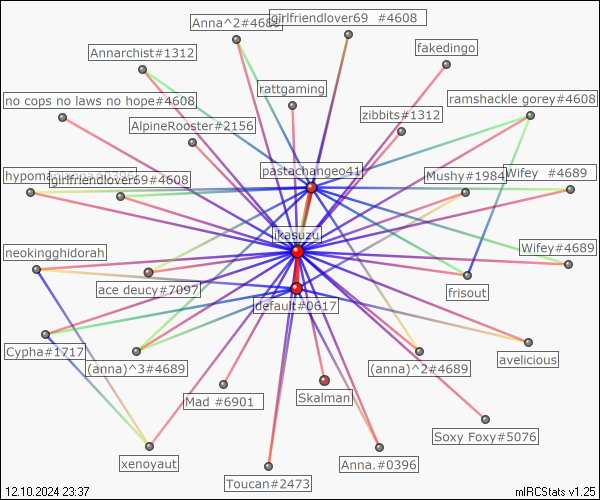 Anna^2#4689
girlfriendlover69 #4608
Annarchist#1312
fakedingo
rattgaming
no cops no laws no hope#4608
ramshackle gorey#4608
zibbits#1312
AlpineRooster#2156
pastachangeo41
girlfriendlover69#4608
Mushy#1984
Wifey #4689
ikasuzu
neokingghidorah
Wifey#4689
ace deucy#7097
frisout
default#0617
Cypha#1717
avelicious
(anna)^3#4689
(anna)^2#4689
Mad #6901
Skalman
Soxy Foxy#5076
xenoyaut
Anna.#0396
Toucan#2473
12.10.2024 23:37
mIRCStats v1.25